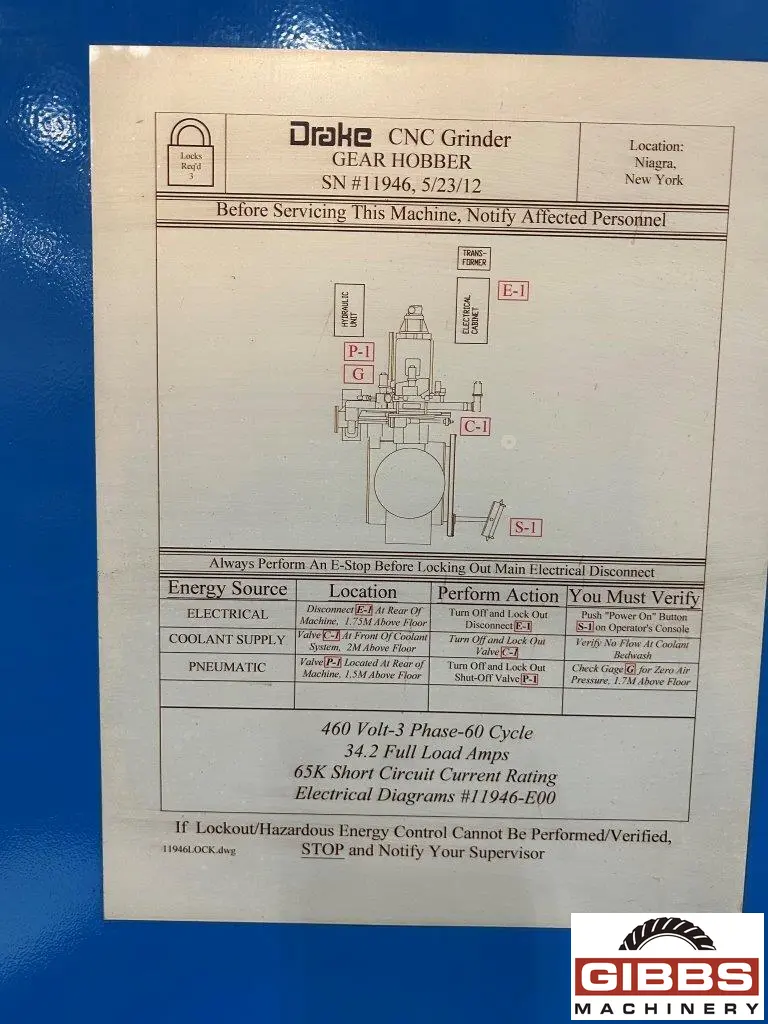 Locks
Req'd
3
Drake CNC Grinder
GEAR HOBBER
SN #11946, 5/23/12
Location:
Niagra,
New York
Before Servicing This Machine, Notify Affected Personnel
TRANS-
FORMER
HYDRAULIC
UNIT
ELECTRICAL
CABINET
E-1
P-1
G
C-1
S-1
Always Perform An E-Stop Before Locking Out Main Electrical Disconnect
Energy Source Location Perform Action You Must Verify
ELECTRICAL
Disconnect E-1 At Rear Of
Machine, 1.75M Above Floor
Turn Off and Lock Out
Disconnect E-1
Push "Power On" Button
S-1 on Operator's Console
COOLANT SUPPLY
Valve C-1 At Front Of Coolant
System, 2M Above Floor
Turn Off and Lock Out
Valve C-1
Verify No Flow At Coolant
Bedwash
PNEUMATIC
Valve P-1 Located At Rear of
Machine, 1.5M Above Floor
Turn Off and Lock Out
Shut-Off Valve P-1
Check Gage G for Zero Air
Pressure, 1.7M Above Floor
460 Volt-3 Phase-60 Cycle
34.2 Full Load Amps
65K Short Circuit Current Rating
Electrical Diagrams #11946-E00
If Lockout/Hazardous Energy Control Cannot Be Performed/Verified,
STOP and Notify Your Supervisor
11946LOCK.dwg
GIBBS
MACHINERY